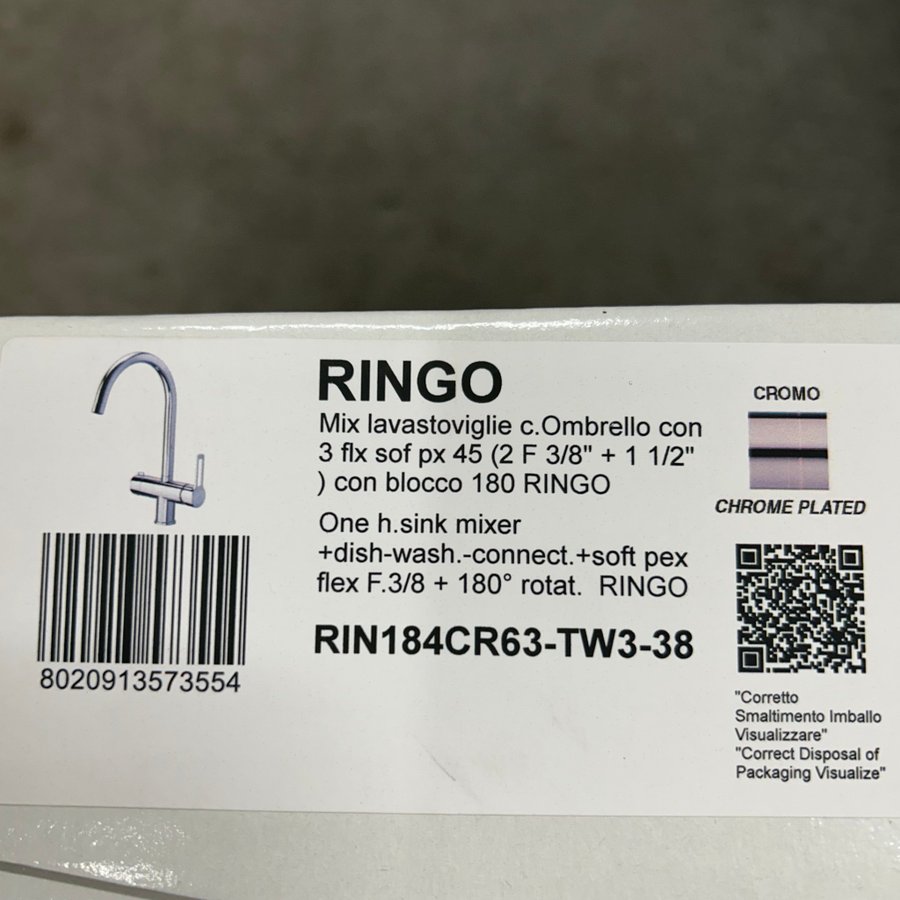 RINGO
Mix lavastoviglie c.Ombrello con
3 flx sof px 45 (2 F 3/8" + 1 1/2"
) con blocco 180 RINGO
One h.sink mixer
+dish-wash.-connect.+soft pex
flex F.3/8 + 180° rotat. RINGO
RIN184CR63-TW3-38
8020913573554
CROMO
CHROME PLATED
"Corretto
Smaltimento Imballo
Visualizzare"
"Correct Disposal of
Packaging Visualize"